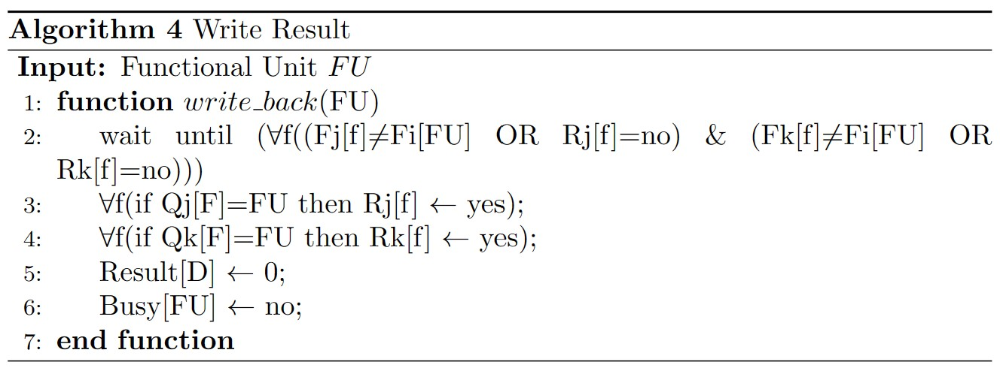 Algorithm 4 Write Result
Input: Functional Unit FU
1: function write_back(FU)
2: wait until (∀f((Fj[f]≠Fi[FU] OR Rj[f]=no) & (Fk[f]≠Fi[FU] OR
Rk[f]=no)))
3: ∀f(if Qj[F]=FU then Rj[f] ← yes);
4: ∀f(if Qk[F]=FU then Rk[f] ← yes);
5: Result[D] ← 0;
6: Busy[FU] ← no;
7: end function